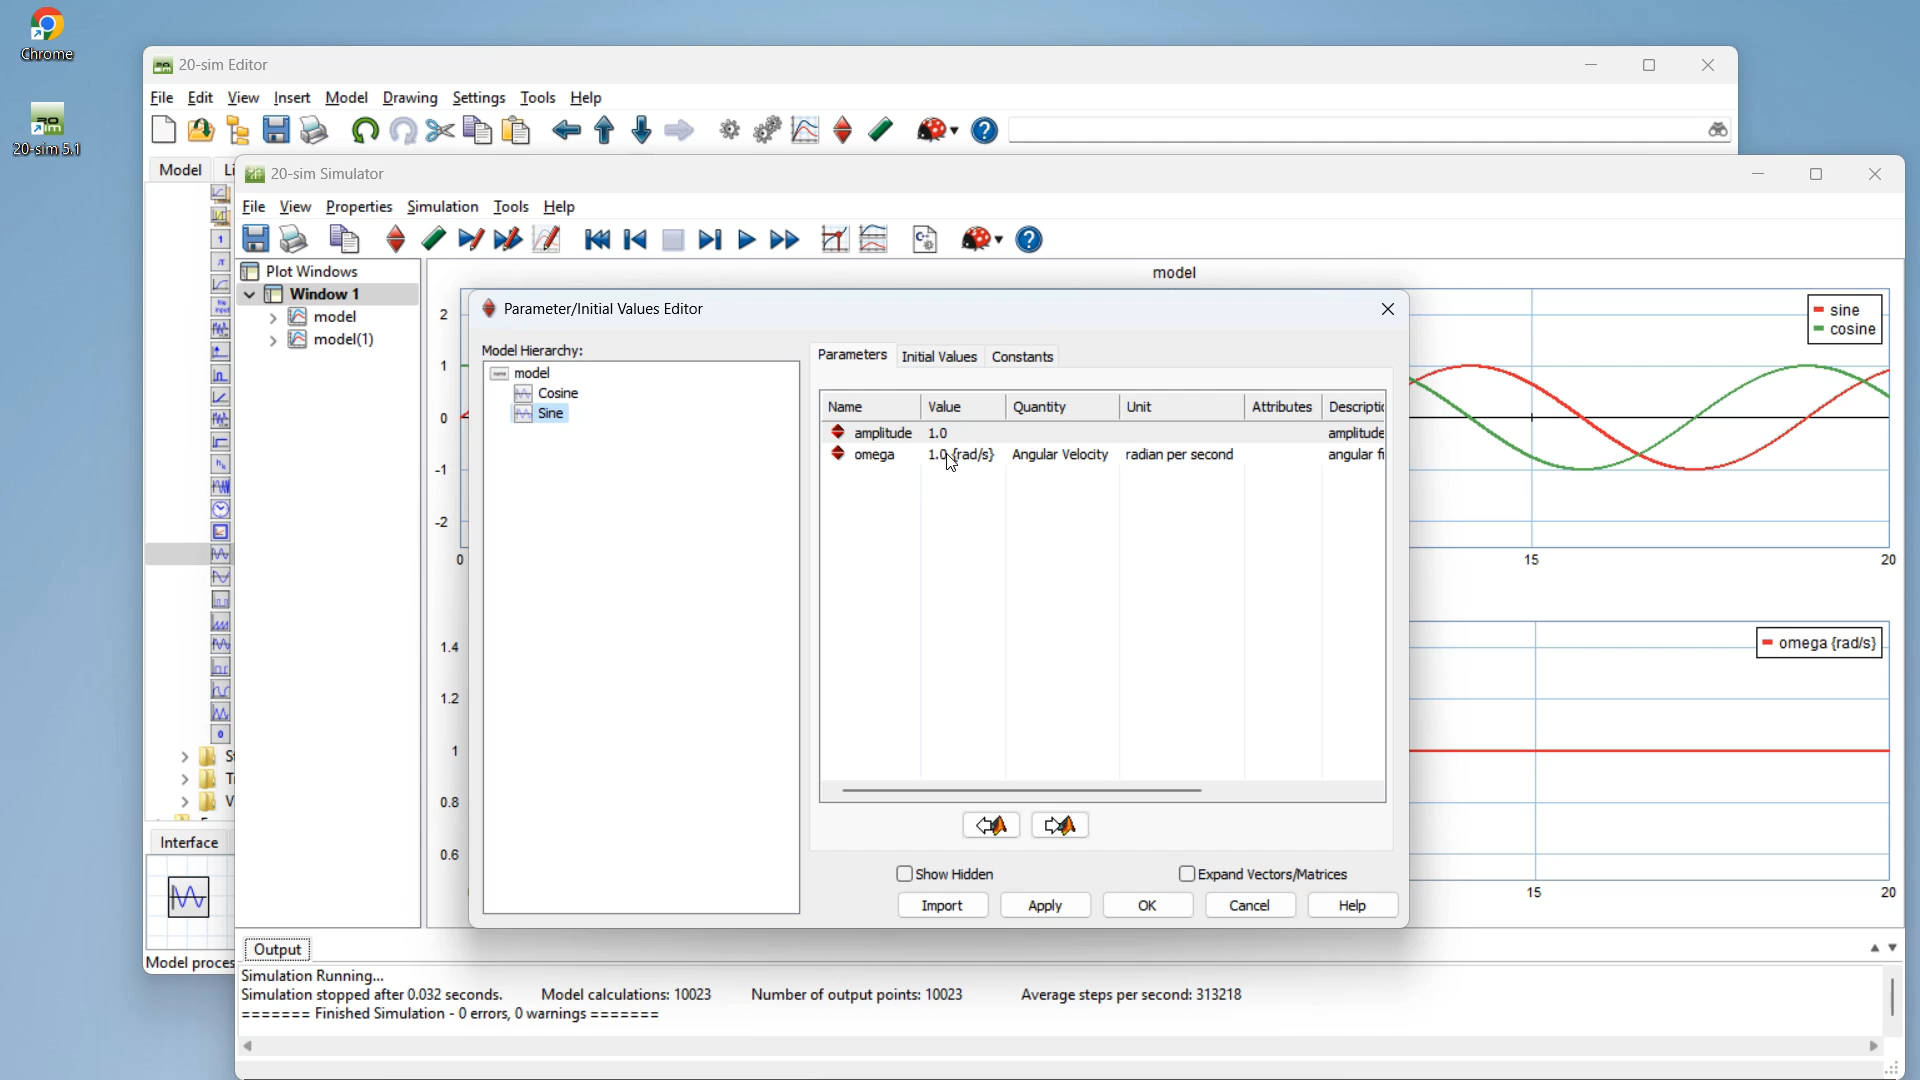 Chrome
20-sim 5.1
20-sim Editor
File Edit View Insert Model Drawing Settings Tools Help
Model
20-sim Simulator
File View Properties Simulation Tools Help
Plot Windows
Window 1
model
model(1)
model
2
1
0
-1
-2
0
15
20
sine
cosine
1.4
1.2
1
0.8
0.6
15
20
omega {rad/s}
Parameter/Initial Values Editor
Model Hierarchy:
model
Cosine
Sine
Parameters Initial Values Constants
Name Value Quantity Unit Attributes
amplitude 1.0 amplitude
omega 1.0 {rad/s} Angular Velocity radian per second angular
Show Hidden
Expand Vectors/Matrices
Import Apply OK Cancel Help
Interface
Model
Output
Simulation Running...
Simulation stopped after 0.032 seconds. Model calculations: 10023 Number of output points: 10023 Average steps per second: 313218
======= Finished Simulation - 0 errors, 0 warnings =======